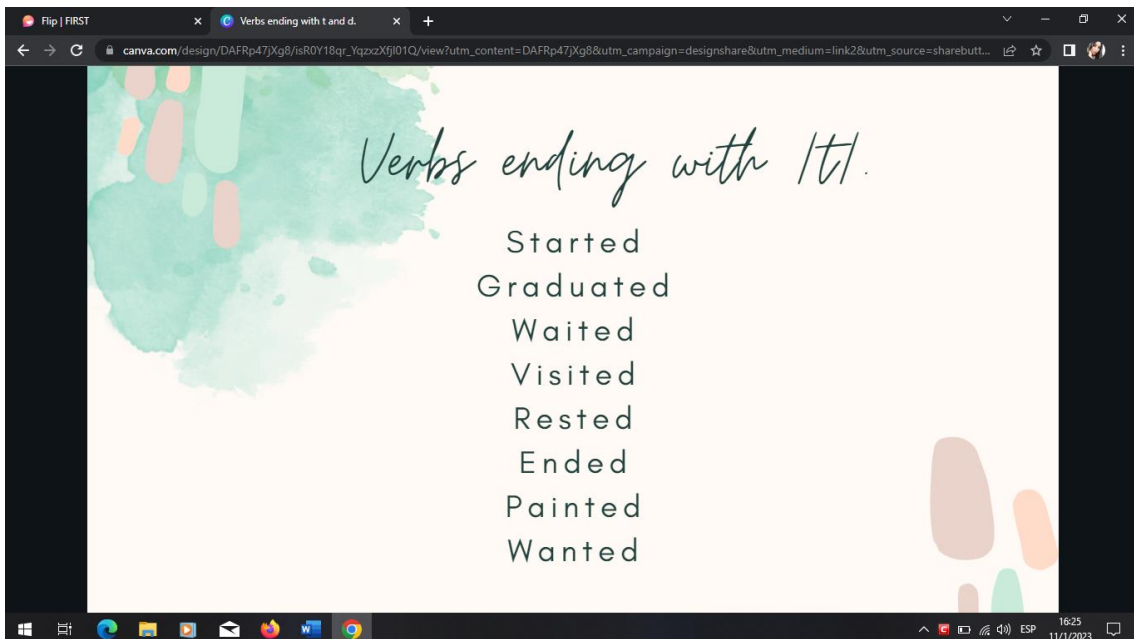 Flip | FIRST
Verbs ending with t and d.
canva.com/design/DAFRp47jXg8/isR0Y18qr_YqzxzXfjI01Q/view?utm_content=DAFRp47jXg8&utm_campaign=designshare&utm_medium=link2&utm_source=sharebutt...
Verbs ending with /t/.
Started
Graduated
Waited
Visited
Rested
Ended
Painted
Wanted
ESP
16:25
11/1/2023